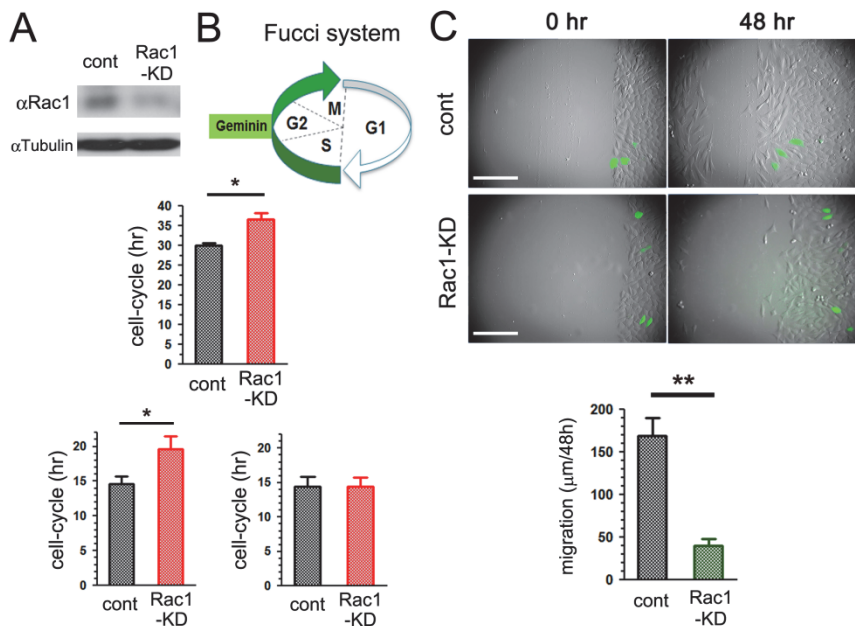 A
cont
Rac1
-KD
αRac1
αTubulin
B
Fucci system
Geminin
M
G2
G1
S
*
cell-cycle (hr)
40
35
30
25
20
15
10
5
0
cont
Rac1
-KD
*
cell-cycle (hr)
20
15
10
5
0
cont
Rac1
-KD
cell-cycle (hr)
20
15
10
5
0
cont
Rac1
-KD
C
0 hr
48 hr
cont
Rac1-KD
**
migration (μm/48h)
200
150
100
50
0
cont
Rac1
-KD